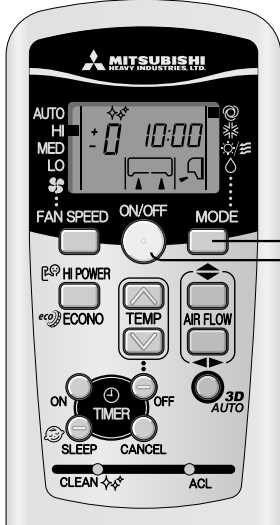 MITSUBISHI
HEAVY INDUSTRIES, LTD.
AUTO
HI
MED
LO
+
- 0 10:00
FAN SPEED ON/OFF MODE
HI POWER
eco ECONO
TEMP
AIR FLOW
3D
AUTO
ON OFF
TIMER
SLEEP CANCEL
CLEAN ACL